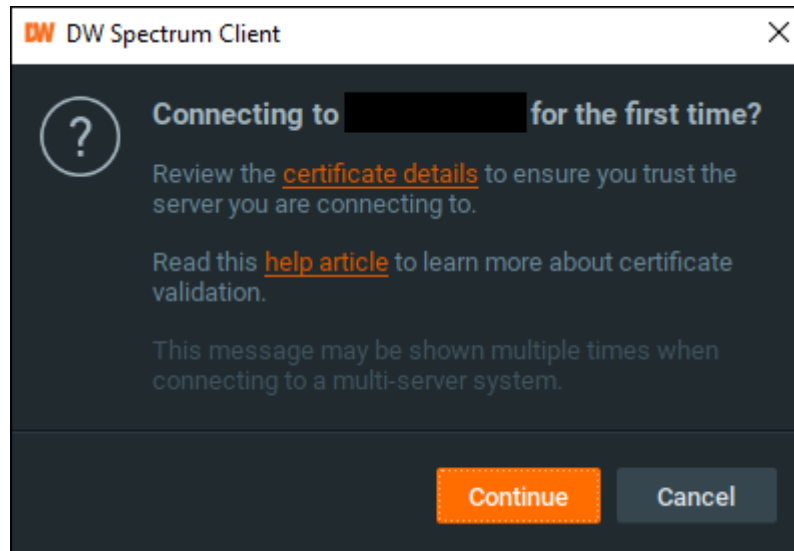 DW DW Spectrum Client
?
Connecting to for the first time?
Review the certificate details to ensure you trust the
server you are connecting to.
Read this help article to learn more about certificate
validation.
This message may be shown multiple times when
connecting to a multi-server system.
Continue Cancel